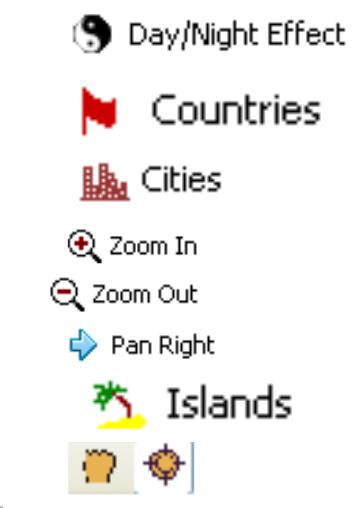 Day/Night Effect
Countries
Cities
Zoom In
Zoom Out
Pan Right
Islands